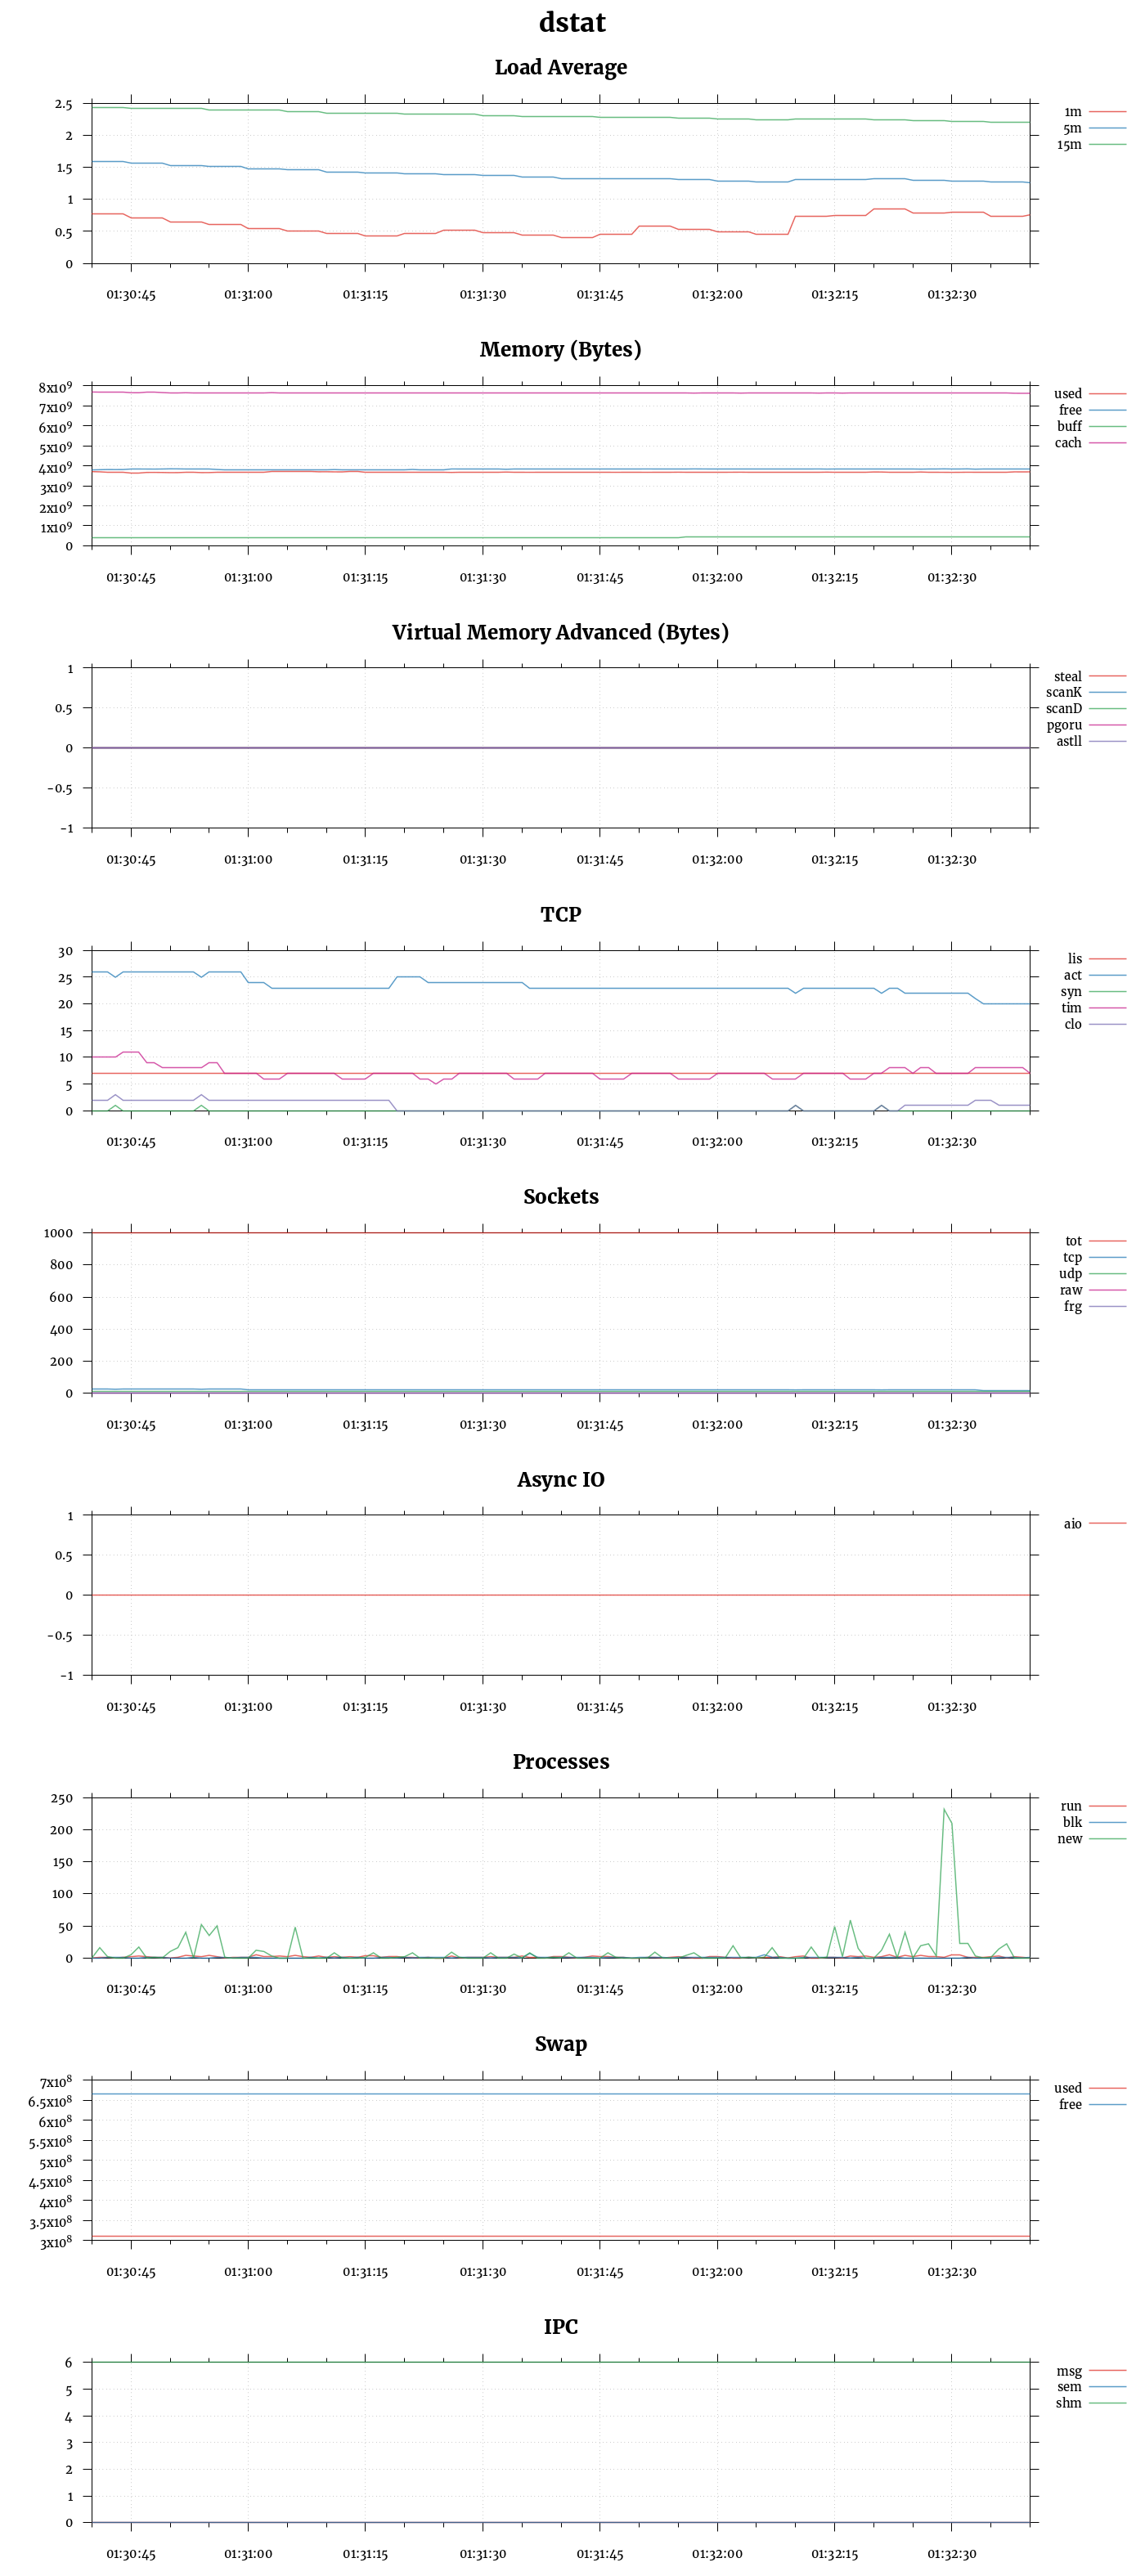 dstat
Load Average
2.5
2
1.5
1
0.5
0
01:30:45 01:31:00 01:31:15 01:31:30 01:31:45 01:32:00 01:32:15 01:32:30
1m
5m
15m
Memory (Bytes)
8x10⁹
7x10⁹
6x10⁹
5x10⁹
4x10⁹
3x10⁹
2x10⁹
1x10⁹
0
01:30:45 01:31:00 01:31:15 01:31:30 01:31:45 01:32:00 01:32:15 01:32:30
used
free
buff
cach
Virtual Memory Advanced (Bytes)
1
0.5
0
-0.5
-1
01:30:45 01:31:00 01:31:15 01:31:30 01:31:45 01:32:00 01:32:15 01:32:30
steal
scanK
scanD
pgoru
astll
TCP
30
25
20
15
10
5
0
01:30:45 01:31:00 01:31:15 01:31:30 01:31:45 01:32:00 01:32:15 01:32:30
lis
act
syn
tim
clo
Sockets
1000
800
600
400
200
0
01:30:45 01:31:00 01:31:15 01:31:30 01:31:45 01:32:00 01:32:15 01:32:30
tot
tcp
udp
raw
frg
Async IO
1
0.5
0
-0.5
-1
01:30:45 01:31:00 01:31:15 01:31:30 01:31:45 01:32:00 01:32:15 01:32:30
aio
Processes
250
200
150
100
50
0
01:30:45 01:31:00 01:31:15 01:31:30 01:31:45 01:32:00 01:32:15 01:32:30
run
blk
new
Swap
7x10⁸
6.5x10⁸
6x10⁸
5.5x10⁸
5x10⁸
4.5x10⁸
4x10⁸
3.5x10⁸
3x10⁸
01:30:45 01:31:00 01:31:15 01:31:30 01:31:45 01:32:00 01:32:15 01:32:30
used
free
IPC
6
5
4
3
2
1
0
01:30:45 01:31:00 01:31:15 01:31:30 01:31:45 01:32:00 01:32:15 01:32:30
msg
sem
shm